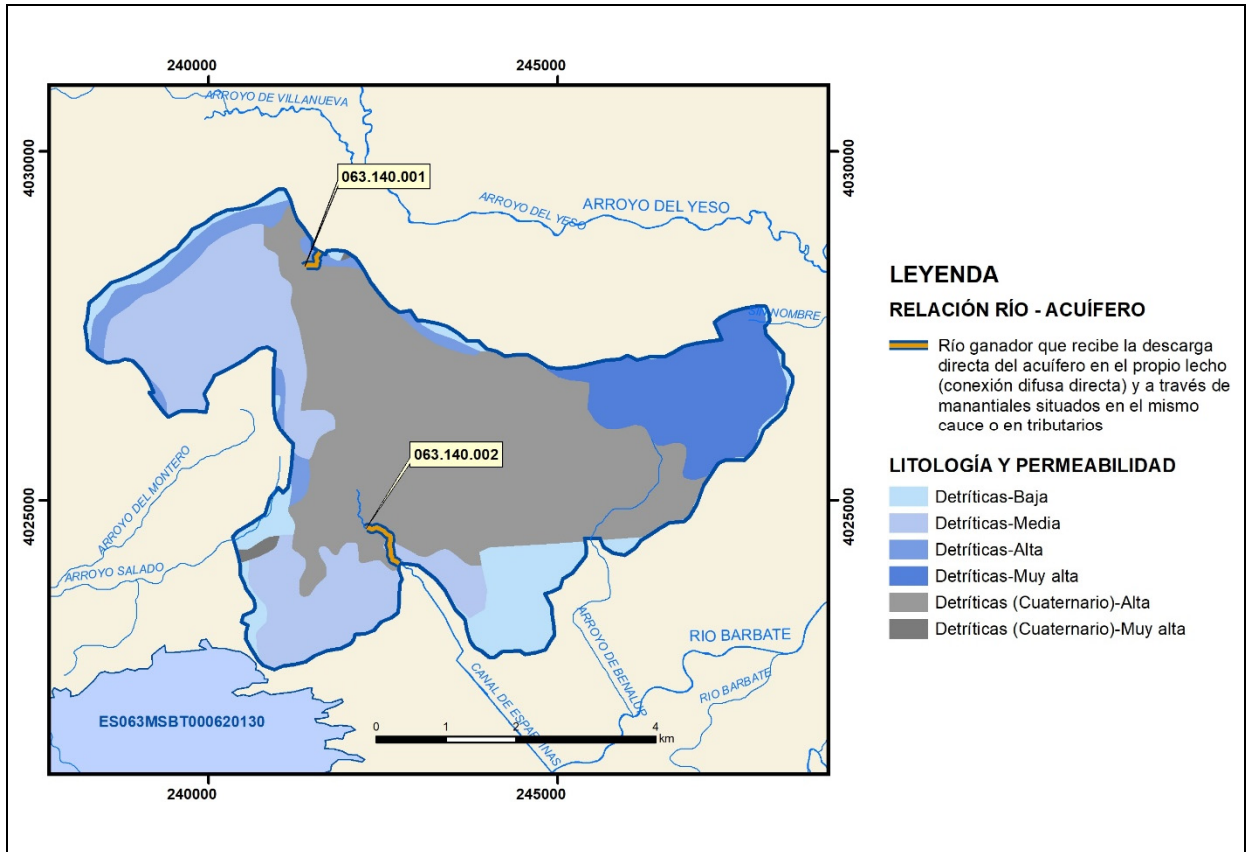 240000
245000
ARROYO DE VILLANUEVA
4030000
4030000
063.140.001
ARROYO DEL YESO
ARROYO DEL YESO
SIN NOMBRE
063.140.002
ARROYO DEL MONTERO
4025000
4025000
ARROYO SALADO
ARROYO DE BENALUP
RIO BARBATE
RIO BARBATE
CANAL DE ESPARTINAS
ES063MSBT000620130
0 1 2 4
km
240000
245000
LEYENDA
RELACIÓN RÍO - ACUÍFERO
Río ganador que recibe la descarga
directa del acuífero en el propio lecho
(conexión difusa directa) y a través de
manantiales situados en el mismo
cauce o en tributarios
LITOLOGÍA Y PERMEABILIDAD
Detríticas-Baja
Detríticas-Media
Detríticas-Alta
Detríticas-Muy alta
Detríticas (Cuaternario)-Alta
Detríticas (Cuaternario)-Muy alta